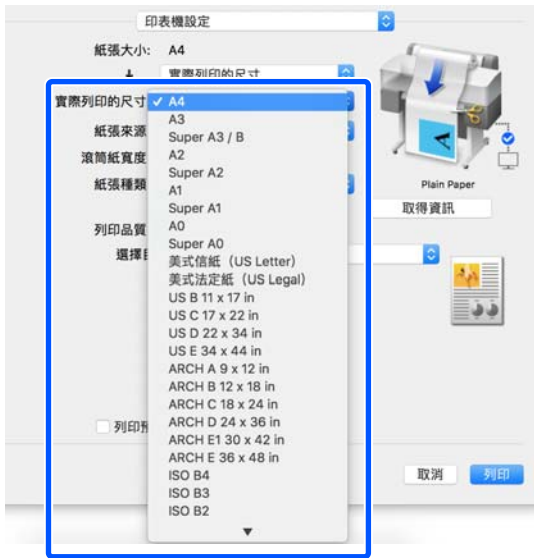 印表機設定
紙張大小: A4
實際列印的尺寸
實際列印的尺寸 ✓ A4
紙張來源 A3
Super A3 / B
滾筒紙寬度 A2
Super A2
紙張種類 A1
Plain Paper
Super A1
取得資訊
A0
列印品質 Super A0
選擇 美式信紙（US Letter）
美式法定紙（US Legal）
US B 11 x 17 in
US C 17 x 22 in
US D 22 x 34 in
US E 34 x 44 in
ARCH A 9 x 12 in
ARCH B 12 x 18 in
ARCH C 18 x 24 in
ARCH D 24 x 36 in
列印預
ARCH E1 30 x 42 in
ARCH E 36 x 48 in
ISO B4
取消 列印
ISO B3
ISO B2